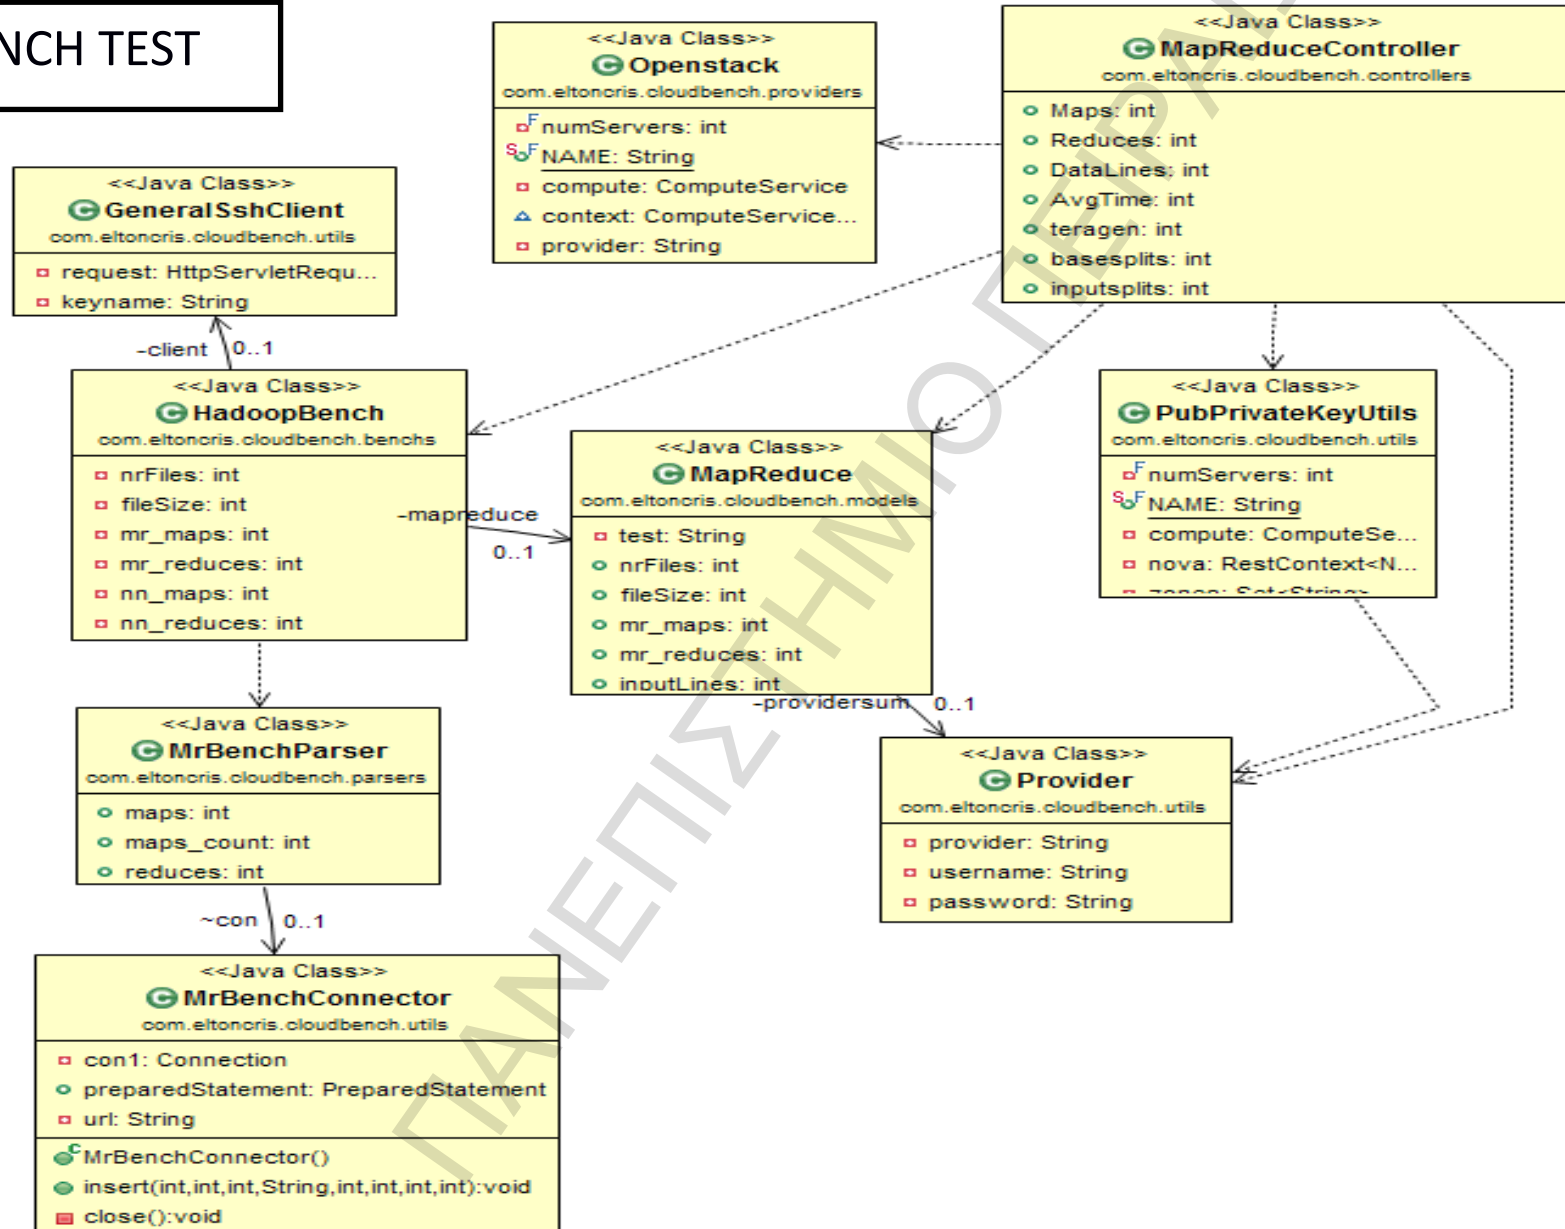 NCH TEST
<<Java Class>>
Openstack
com.eltoncris.cloudbench.providers
numServers: int
NAME: String
compute: ComputeService
context: ComputeService...
provider: String
<<Java Class>>
MapReduceController
com.eltoncris.cloudbench.controllers
Maps: int
Reduces: int
DataLines: int
AvgTime: int
teragen: int
basesplits: int
inputsplits: int
<<Java Class>>
GeneralSshClient
com.eltoncris.cloudbench.utils
request: HttpServletRequ...
keyname: String
-client 0..1
<<Java Class>>
HadoopBench
com.eltoncris.cloudbench.benchs
nrFiles: int
fileSize: int
mr_maps: int
mr_reduces: int
nn_maps: int
nn_reduces: int
-mapreduce
0..1
<<Java Class>>
MapReduce
com.eltoncris.cloudbench.models
test: String
nrFiles: int
fileSize: int
mr_maps: int
mr_reduces: int
inputLines: int
-providersum 0..1
<<Java Class>>
PubPrivateKeyUtils
com.eltoncris.cloudbench.utils
numServers: int
NAME: String
compute: ComputeSe...
nova: RestContext<N...
<<Java Class>>
MrBenchParser
com.eltoncris.cloudbench.parsers
maps: int
maps_count: int
reduces: int
~con 0..1
<<Java Class>>
Provider
com.eltoncris.cloudbench.utils
provider: String
username: String
password: String
<<Java Class>>
MrBenchConnector
com.eltoncris.cloudbench.utils
con1: Connection
preparedStatement: PreparedStatement
url: String
MrBenchConnector()
insert(int,int,int,String,int,int,int,int):void
close():void
ΠΑΝΕΠΙΣΤΗΜΙΟ ΠΕΙΡΑΙ